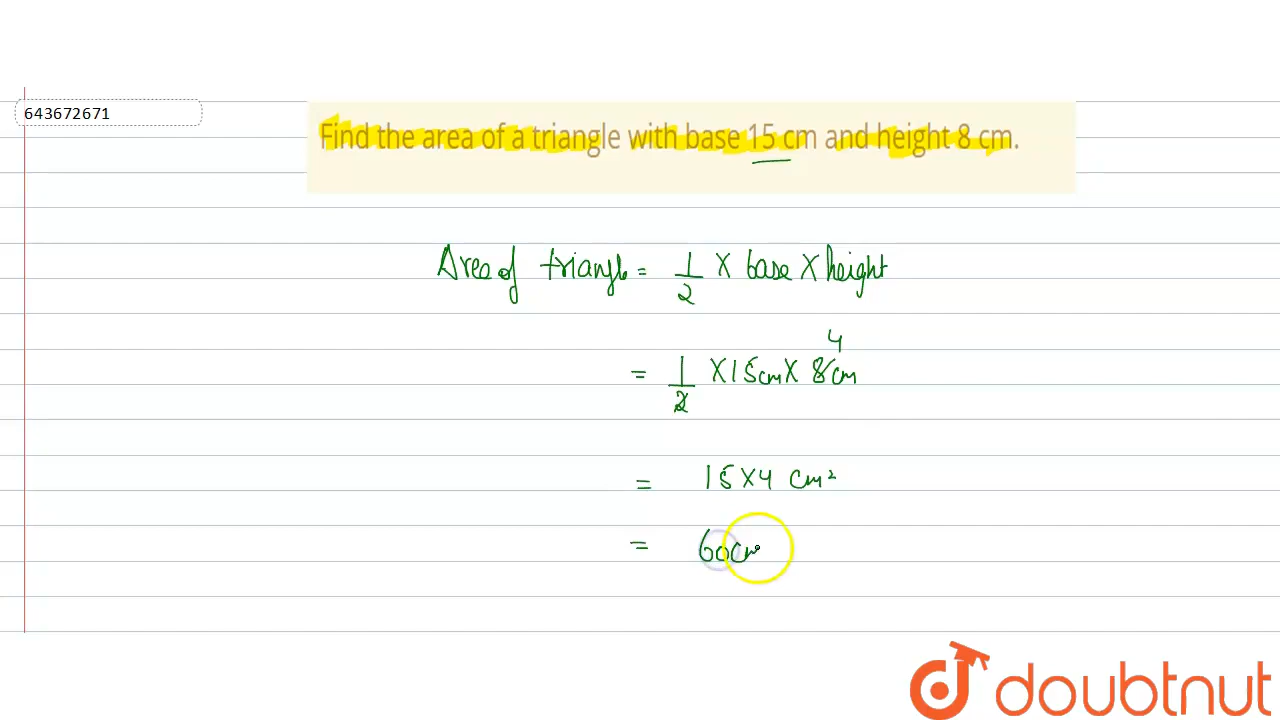 643672671
Find the area of a triangle with base 15 cm and height 8 cm.
Area of triangle = 1/2 X base X height
4
= 1/2 X 15cm X 8cm
= 15 X 4 cm²
= 60cm
doubtnut